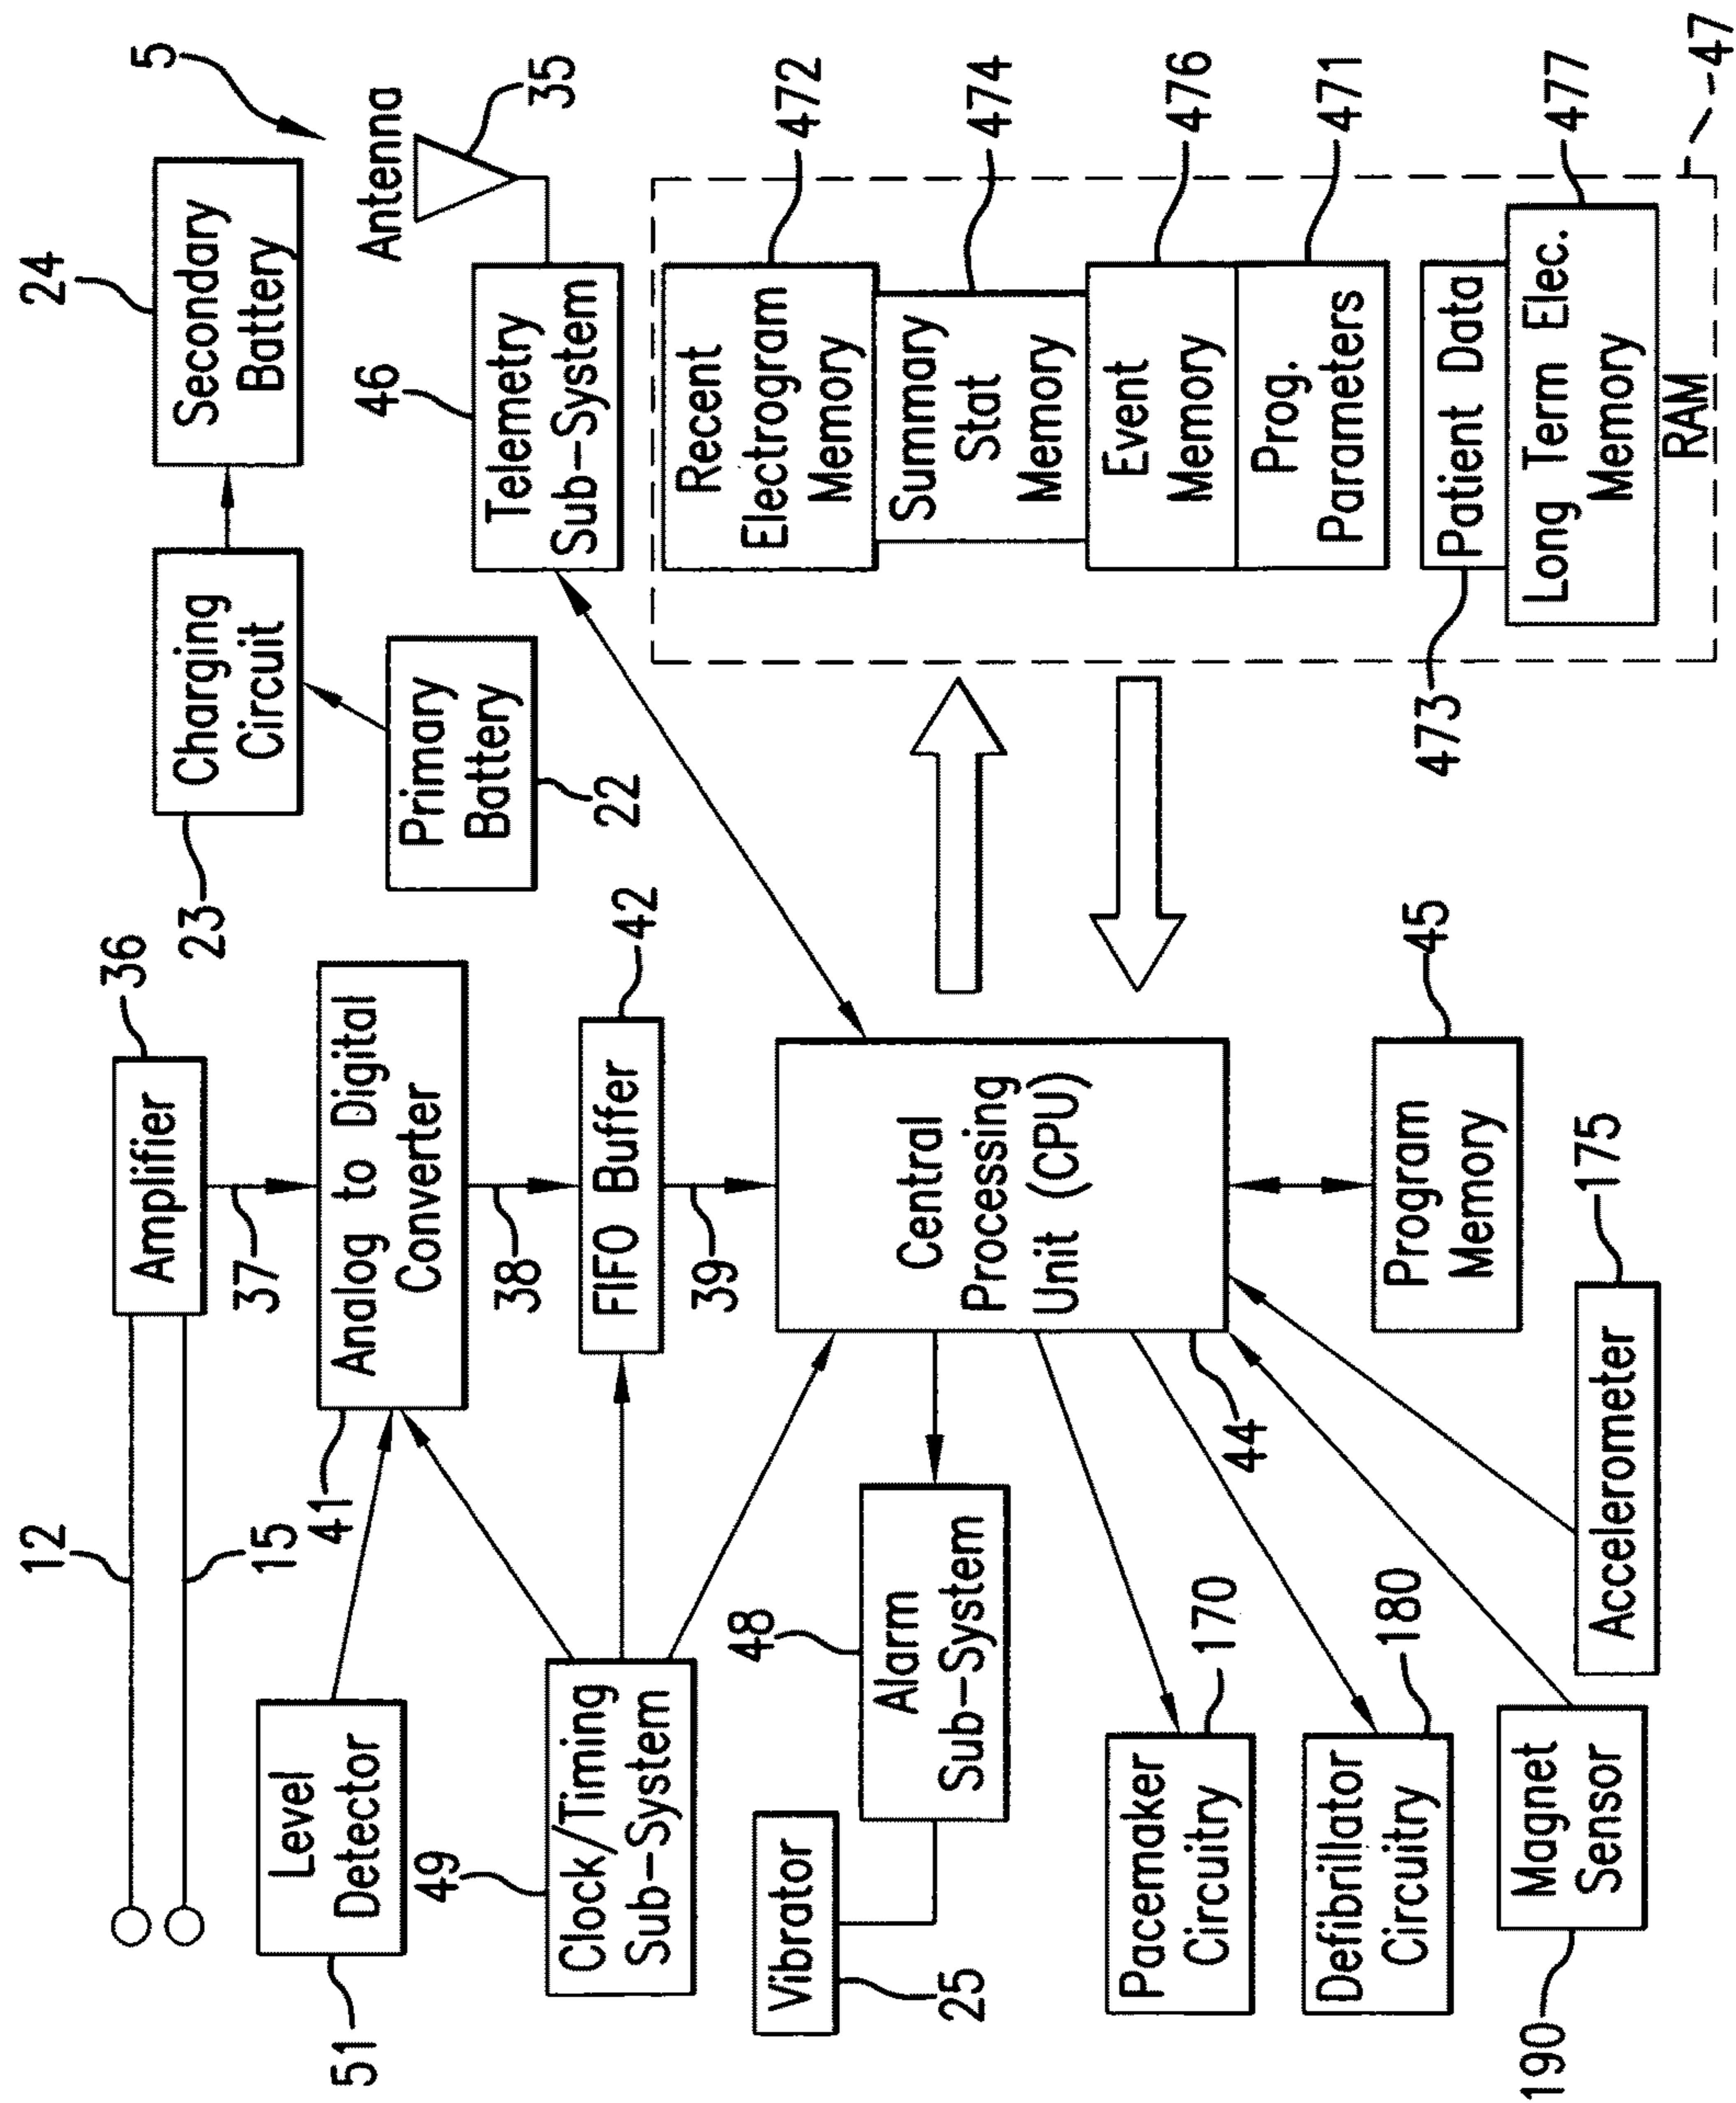 12
15
36
Amplifier
37
51
Level
Detector
41
Analog to Digital
Converter
38
49
Clock/Timing
Sub-System
FIFO Buffer
42
39
23
Charging
Circuit
24
Secondary
Battery
Primary
Battery
22
5
Antenna
35
46
Telemetry
Sub-System
Vibrator
25
48
Alarm
Sub-System
Central
Processing
Unit (CPU)
44
Pacemaker
Circuitry
170
Defibrillator
Circuitry
180
Magnet
Sensor
190
Accelerometer
175
Program
Memory
45
Recent
Electrogram
Memory
472
Summary
Stat
Memory
474
Event
Memory
476
Prog.
Parameters
471
Patient Data
473
Long Term Elec.
Memory
477
RAM
47